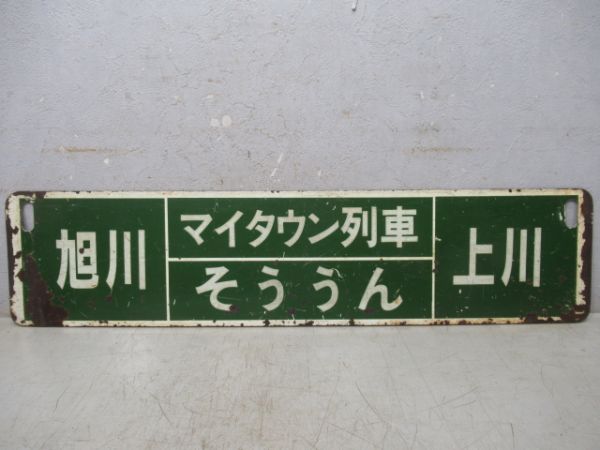 旭川
マイタウン列車
そううん
上川